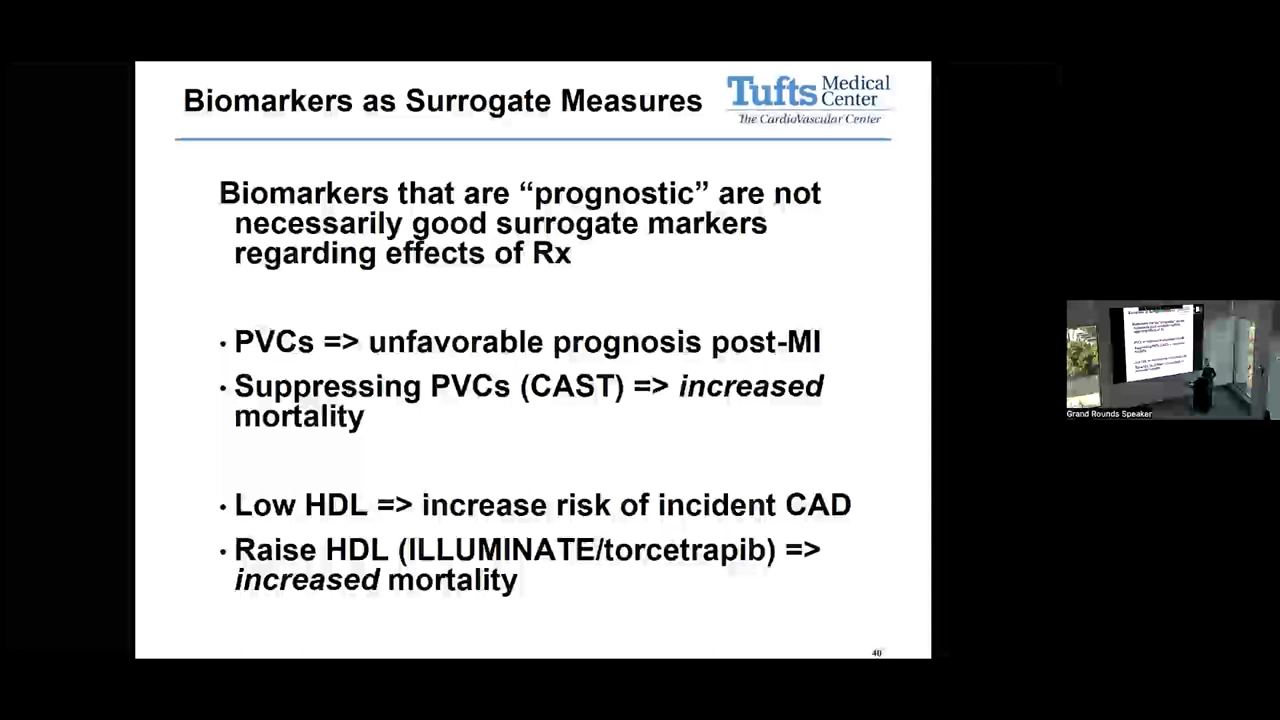 Biomarkers as Surrogate Measures
Tufts Medical
Center
The CardioVascular Center
Biomarkers that are “prognostic” are not
necessarily good surrogate markers
regarding effects of Rx
• PVCs => unfavorable prognosis post-MI
• Suppressing PVCs (CAST) => increased
mortality
• Low HDL => increase risk of incident CAD
• Raise HDL (ILLUMINATE/torcetrapib) =>
increased mortality
40
Grand Rounds Speaker